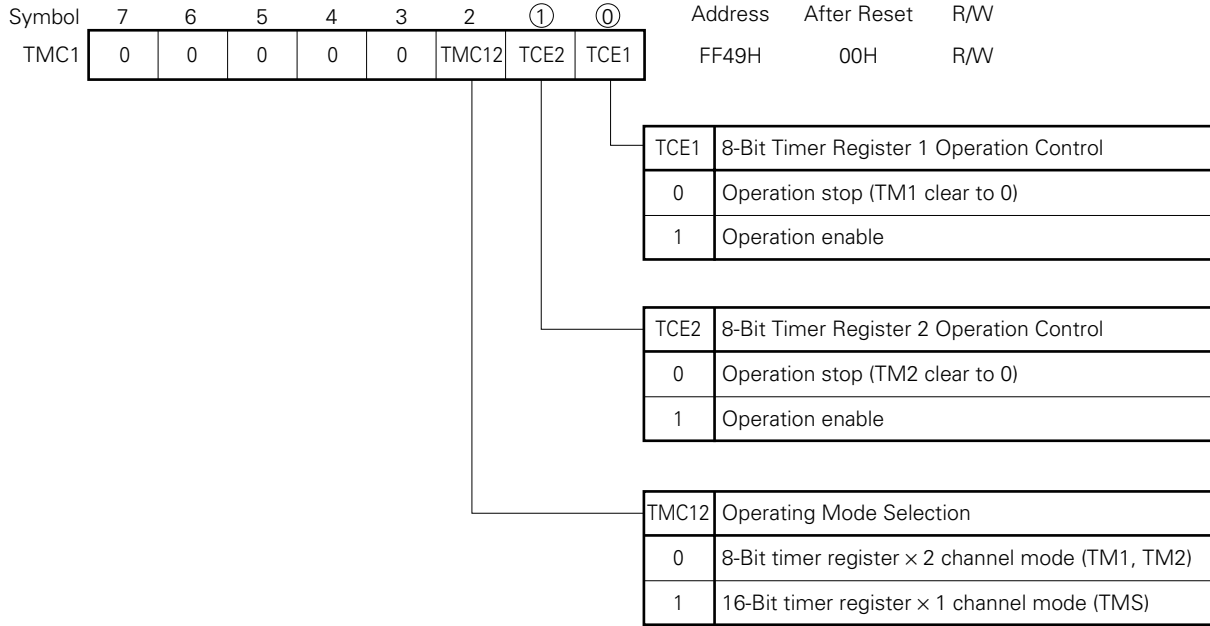 Symbol 7 6 5 4 3 2 ① ⓪ Address After Reset R/W
TMC1 0 0 0 0 0 TMC12 TCE2 TCE1 FF49H 00H R/W
TCE1 8-Bit Timer Register 1 Operation Control
0 Operation stop (TM1 clear to 0)
1 Operation enable
TCE2 8-Bit Timer Register 2 Operation Control
0 Operation stop (TM2 clear to 0)
1 Operation enable
TMC12 Operating Mode Selection
0 8-Bit timer register × 2 channel mode (TM1, TM2)
1 16-Bit timer register × 1 channel mode (TMS)